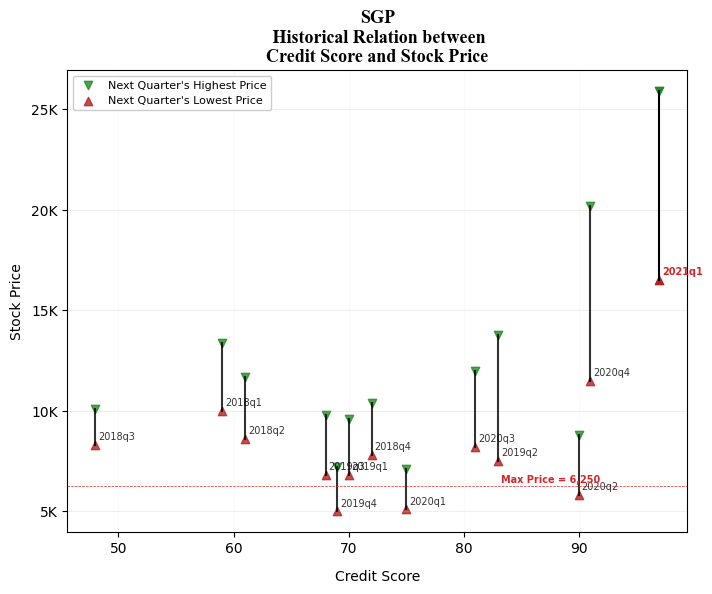 SGP
Historical Relation between
Credit Score and Stock Price
Next Quarter's Highest Price
Next Quarter's Lowest Price
25K
20K
15K
10K
5K
Stock Price
2021q1
2020q4
2018q1
2018q2
2018q3
2018q4
2020q3
2019q2
2019q3
2019q1
Max Price = 6,250
2020q2
2019q4
2020q1
50
60
70
80
90
Credit Score